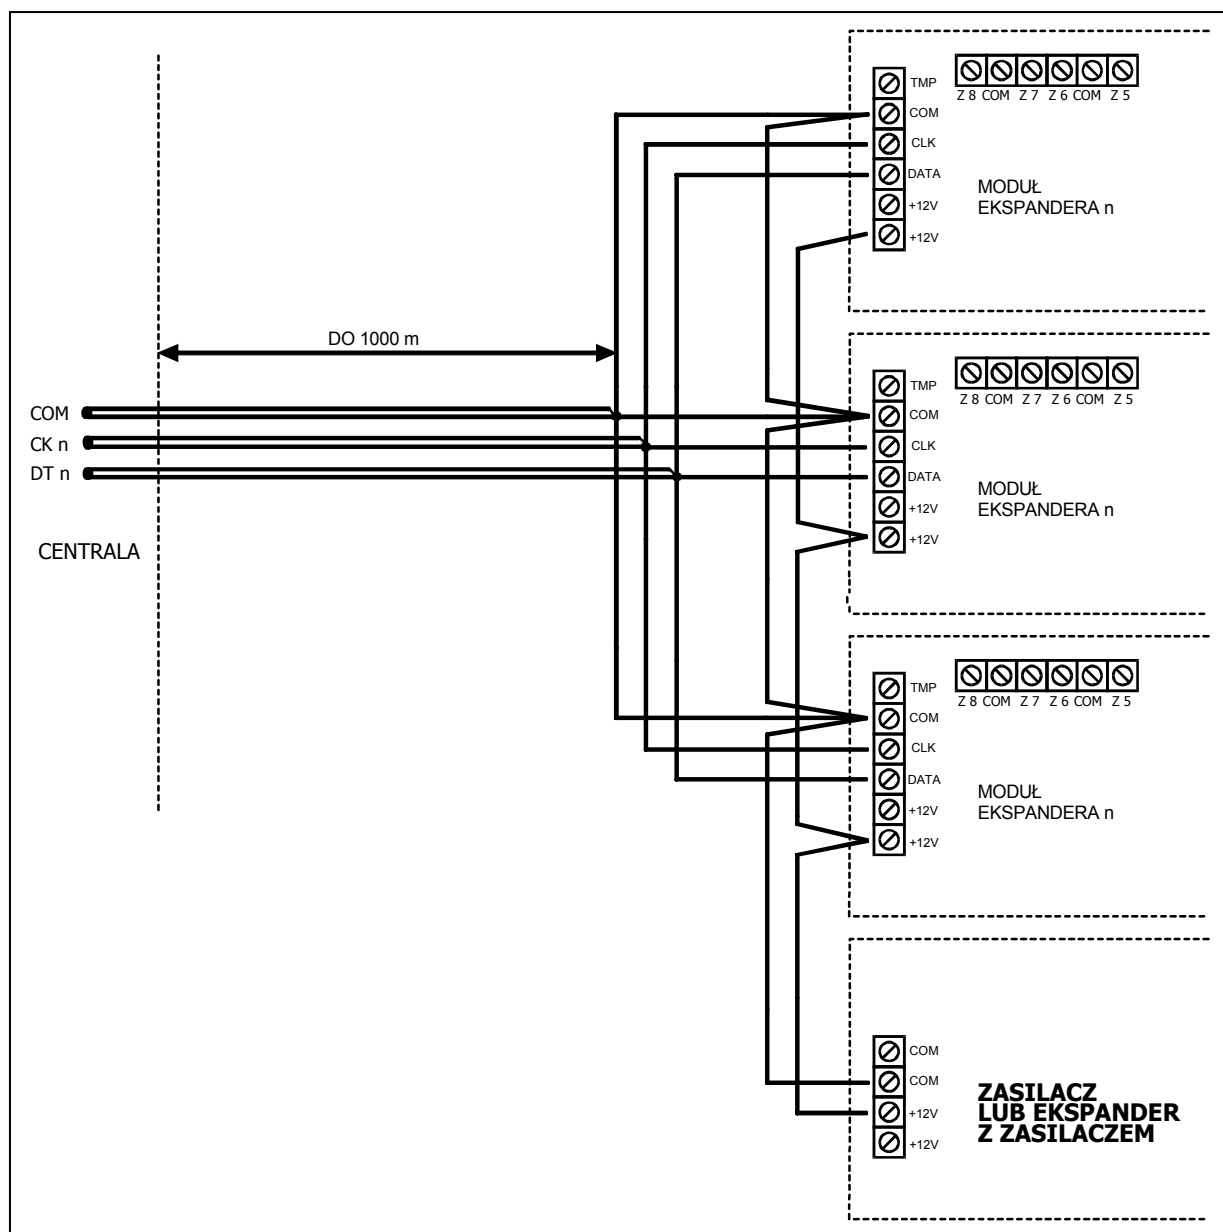 TMP
COM
CLK
DATA
+12V
+12V
Z 8 COM Z 7 Z 6 COM Z 5
MODUŁ
EKSPANDERA n
DO 1000 m
COM
CK n
DT n
CENTRALA
TMP
COM
CLK
DATA
+12V
+12V
Z 8 COM Z 7 Z 6 COM Z 5
MODUŁ
EKSPANDERA n
TMP
COM
CLK
DATA
+12V
+12V
Z 8 COM Z 7 Z 6 COM Z 5
MODUŁ
EKSPANDERA n
COM
COM
+12V
+12V
ZASILACZ
LUB EKSPANDER
Z ZASILACZEM